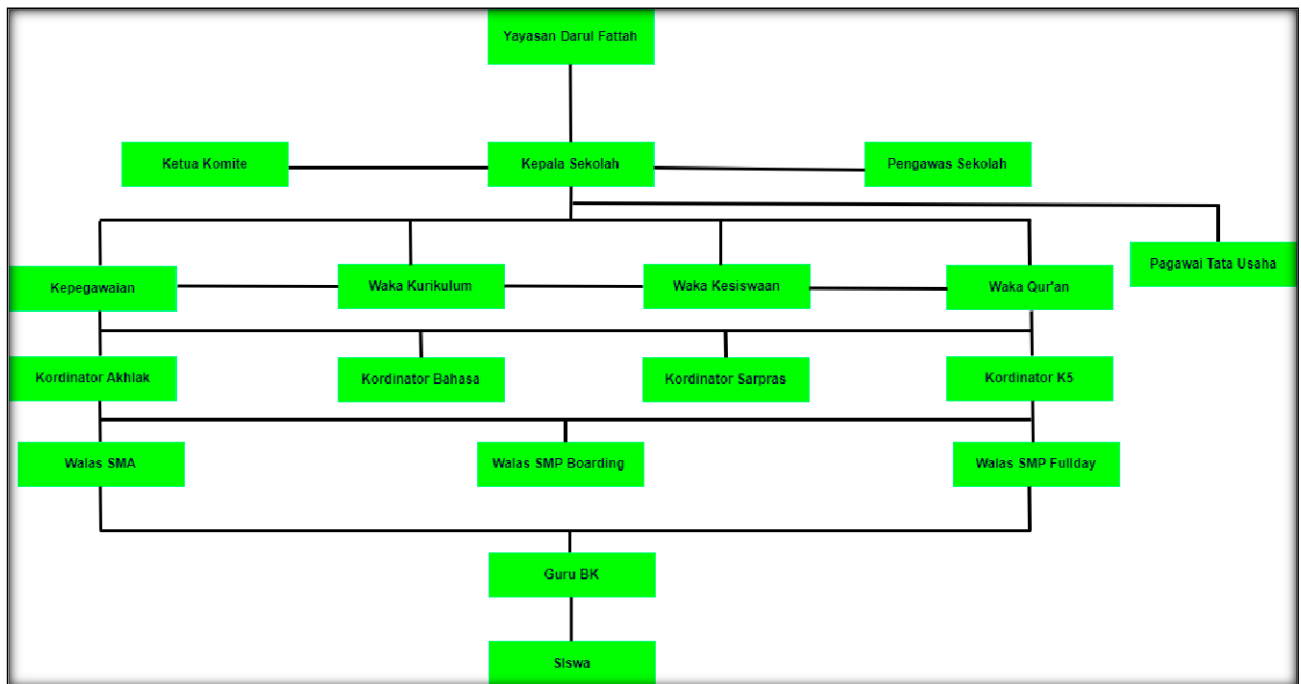 Yayasan Darul Fattah
Ketua Komite
Kepala Sekolah
Pengawas Sekolah
Pagawai Tata Usaha
Kepegawaian
Waka Kurikulum
Waka Kesiswaan
Waka Qur'an
Kordinator Akhlak
Kordinator Bahasa
Kordinator Sarpras
Kordinator K5
Walas SMA
Walas SMP Boarding
Walas SMP Fullday
Guru BK
Siswa